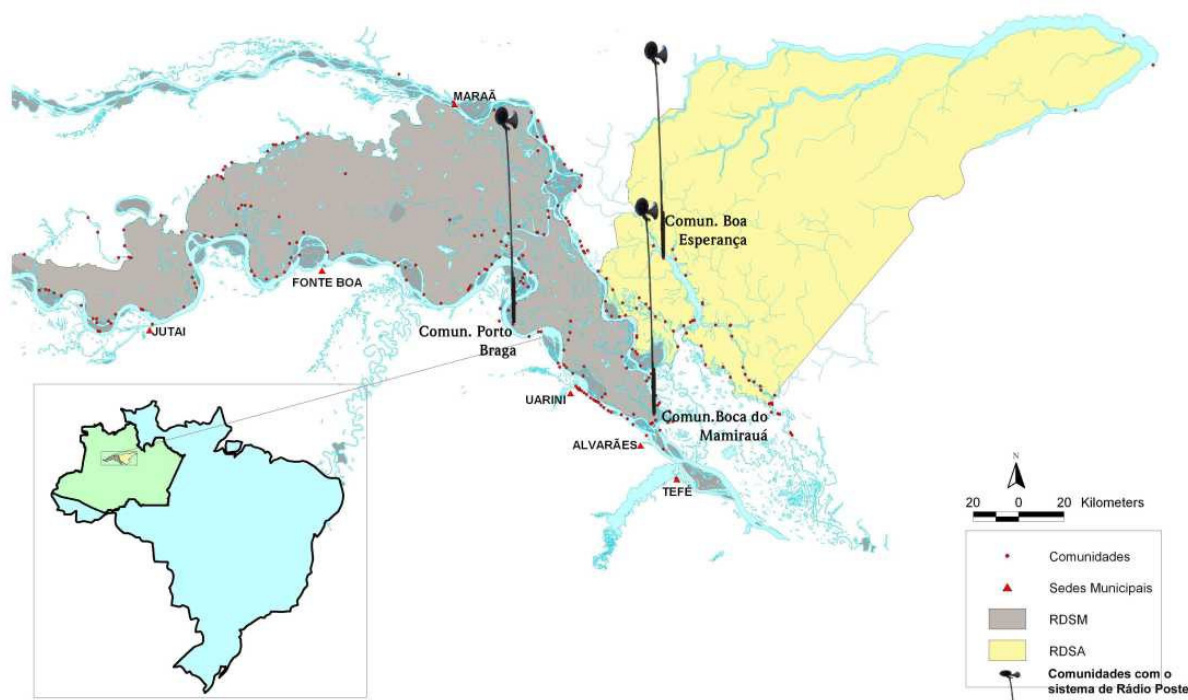 MARAÃ
Comun. Boa
Esperança
FONTE BOA
JUTAI
Comun. Porto
Braga
UARINI
Comun.Boca do
Mamirauá
ALVARÃES
TEFÉ
N
20 0 20 Kilometers
Comunidades
Sedes Municipais
RDSM
RDSA
Comunidades com o
sistema de Rádio Poste